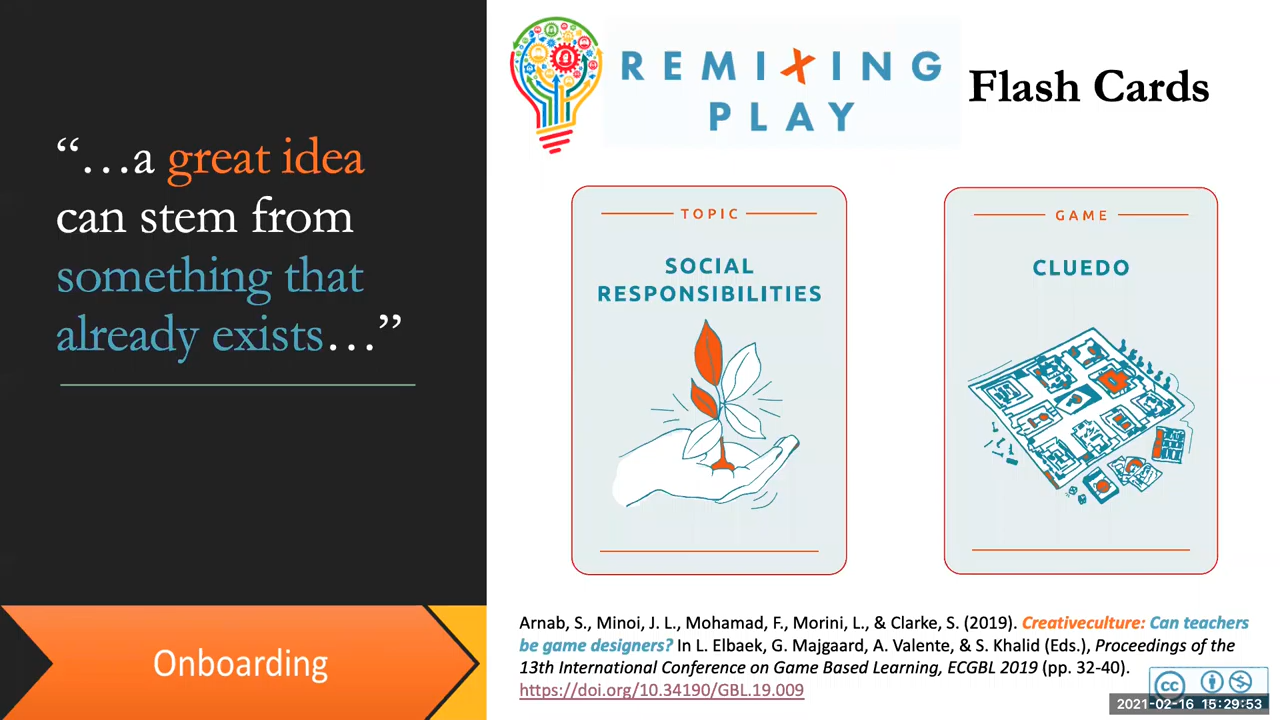 “…a great idea
can stem from
something that
already exists…”
Onboarding
REMIXING
PLAY
Flash Cards
TOPIC
SOCIAL
RESPONSIBILITIES
GAME
CLUEDO
Arnab, S., Minoi, J. L., Mohamad, F., Morini, L., & Clarke, S. (2019). Creativeculture: Can teachers
be game designers? In L. Elbaek, G. Majgaard, A. Valente, & S. Khalid (Eds.), Proceedings of the
13th International Conference on Game Based Learning, ECGBL 2019 (pp. 32-40).
https://doi.org/10.34190/GBL.19.009
cc
2021-02-16 15:29:53